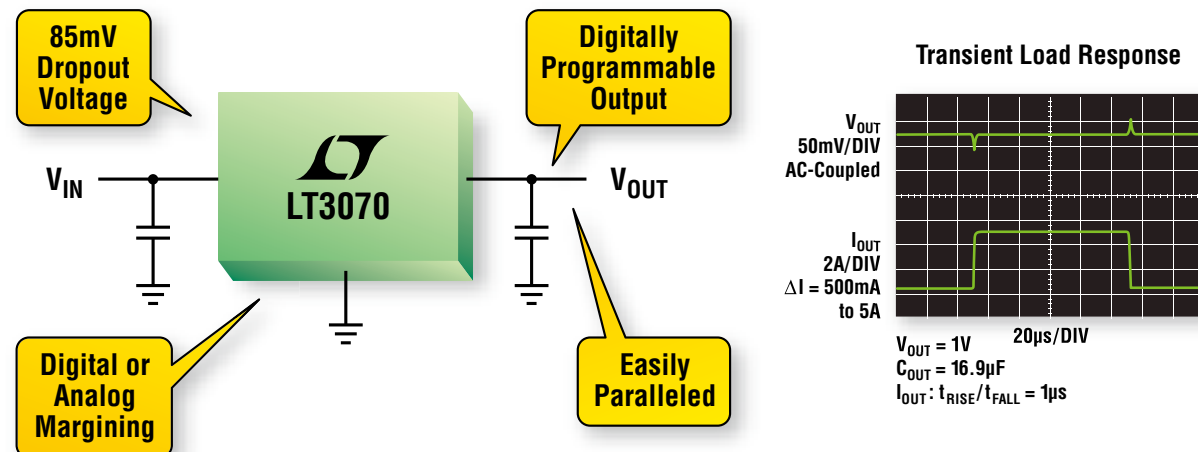 85mV
Dropout
Voltage
Digitally
Programmable
Output
V_IN
LT3070
V_OUT
Digital or
Analog
Margining
Easily
Paralleled
Transient Load Response
V_OUT
50mV/DIV
AC-Coupled
I_OUT
2A/DIV
ΔI = 500mA
to 5A
20µs/DIV
V_OUT = 1V
C_OUT = 16.9µF
I_OUT: t_RISE/t_FALL = 1µs